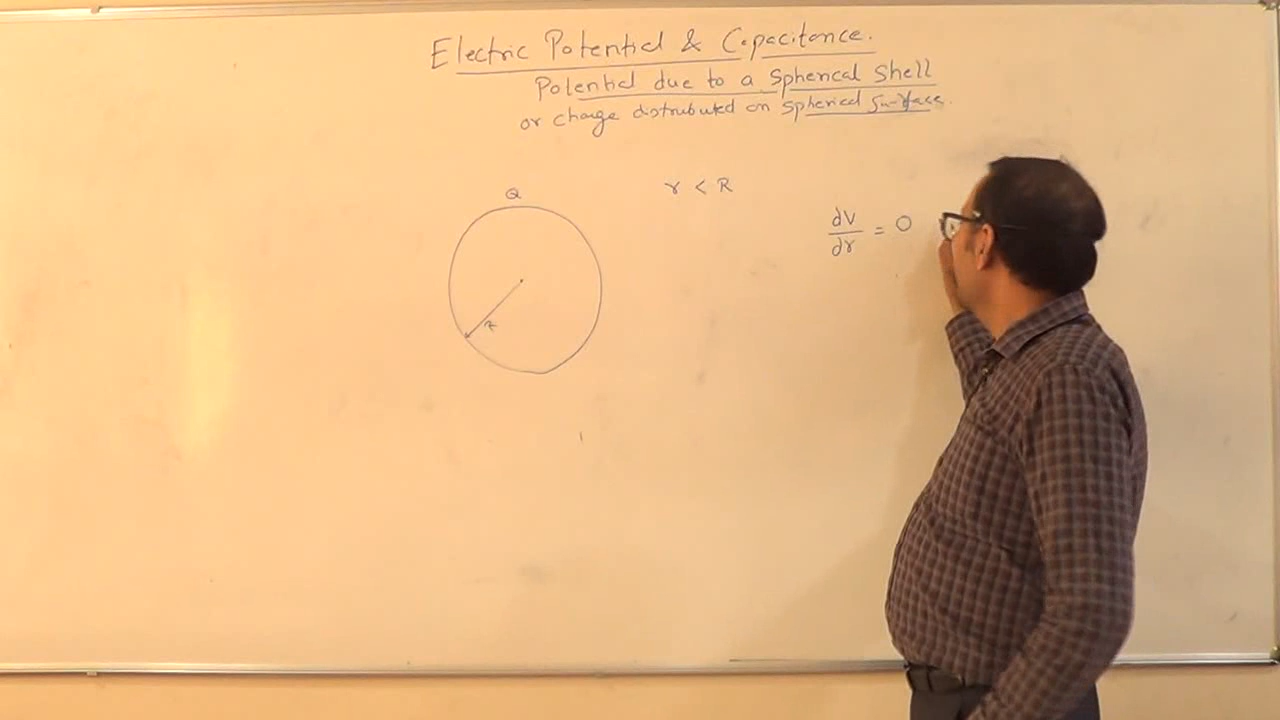 Electric Potential & Capacitance.
Potential due to a Spherical Shell
or charge distributed on spherical surface.
Q
r < R
dV/dr = 0
R